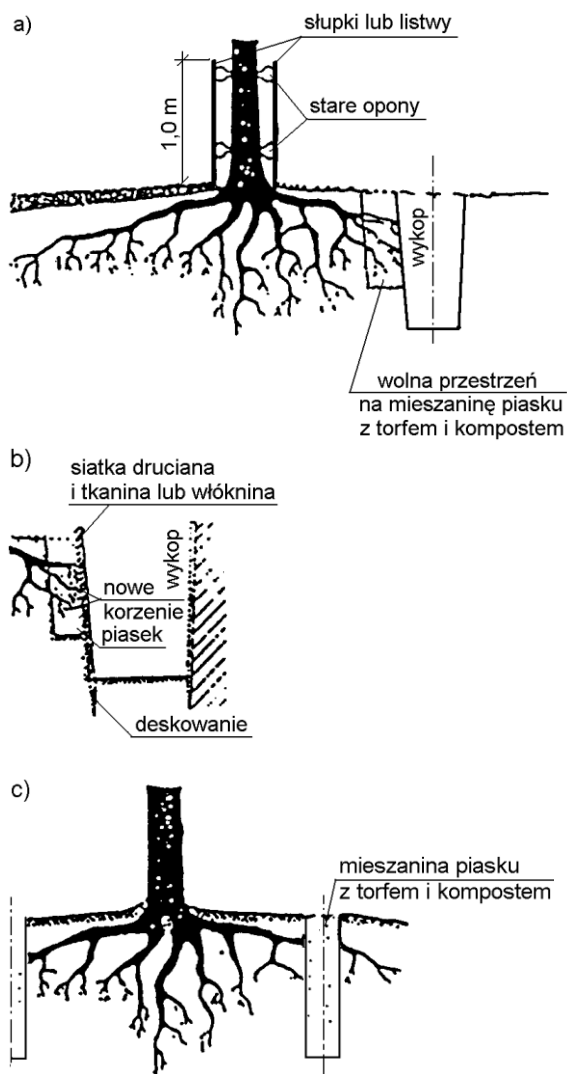 a)
słupki lub listwy
stare opony
1,0 m
wykop
wolna przestrzeń
na mieszaninę piasku
z torfem i kompostem
b)
siatka druciana
i tkanina lub włóknina
wykop
nowe
korzenie
piasek
deskowanie
c)
mieszanina piasku
z torfem i kompostem